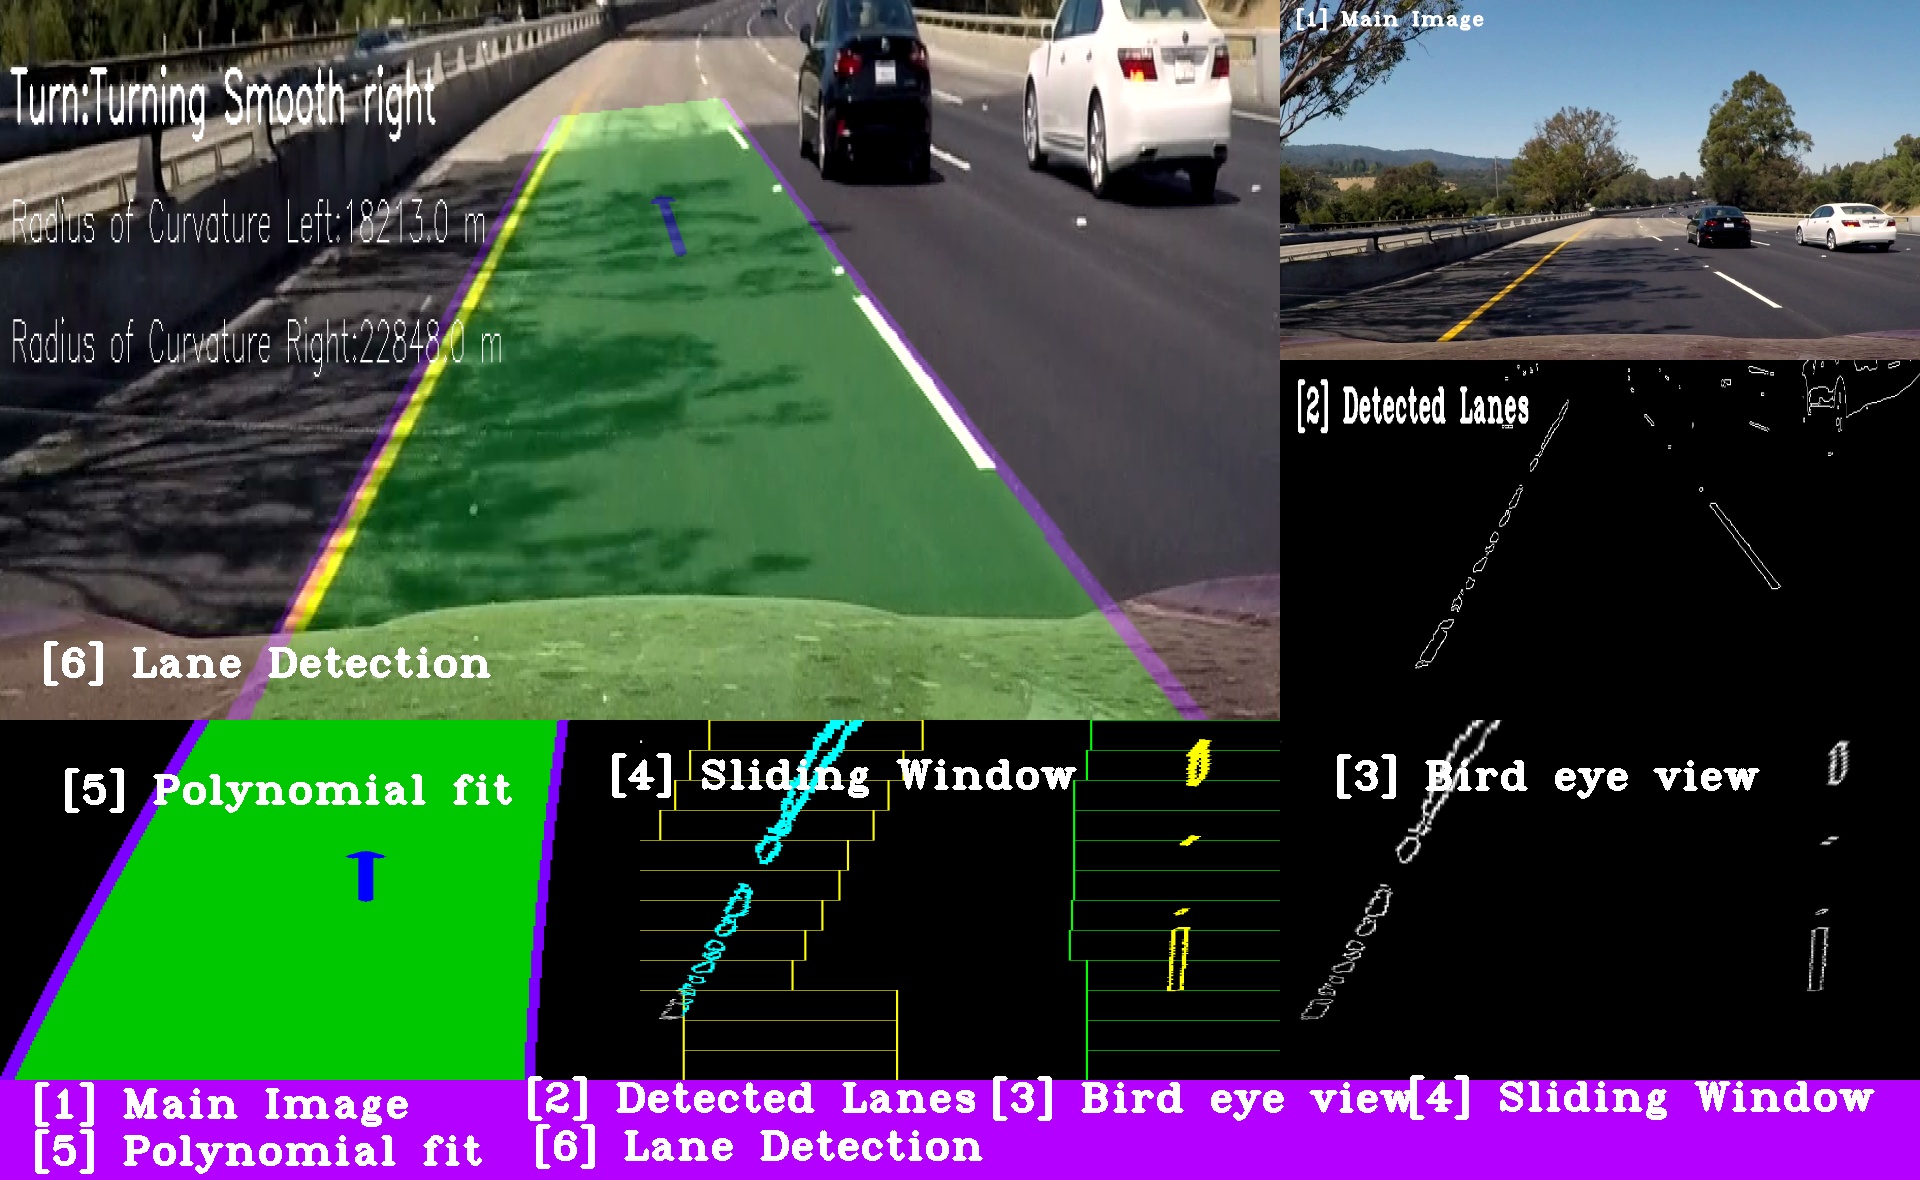 [1] Main Image
Turn:Turning Smooth right
Radius of Curvature Left:18213.0 m
Radius of Curvature Right:22848.0 m
[2] Detected Lanes
[6] Lane Detection
[5] Polynomial fit
[4] Sliding Window
[3] Bird eye view
[1] Main Image
[2] Detected Lanes
[3] Bird eye view
[4] Sliding Window
[5] Polynomial fit
[6] Lane Detection